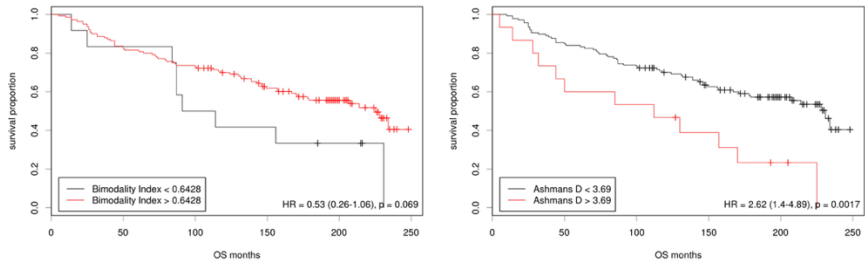 1.0
0.8
0.6
0.4
0.2
0.0
survival proportion
Bimodality Index < 0.6428
Bimodality Index > 0.6428
HR = 0.53 (0.26-1.06), p = 0.069
0 50 100 150 200 250
OS months
1.0
0.8
0.6
0.4
0.2
0.0
survival proportion
Ashmans D < 3.69
Ashmans D > 3.69
HR = 2.62 (1.4-4.89), p = 0.0017
0 50 100 150 200 250
OS months